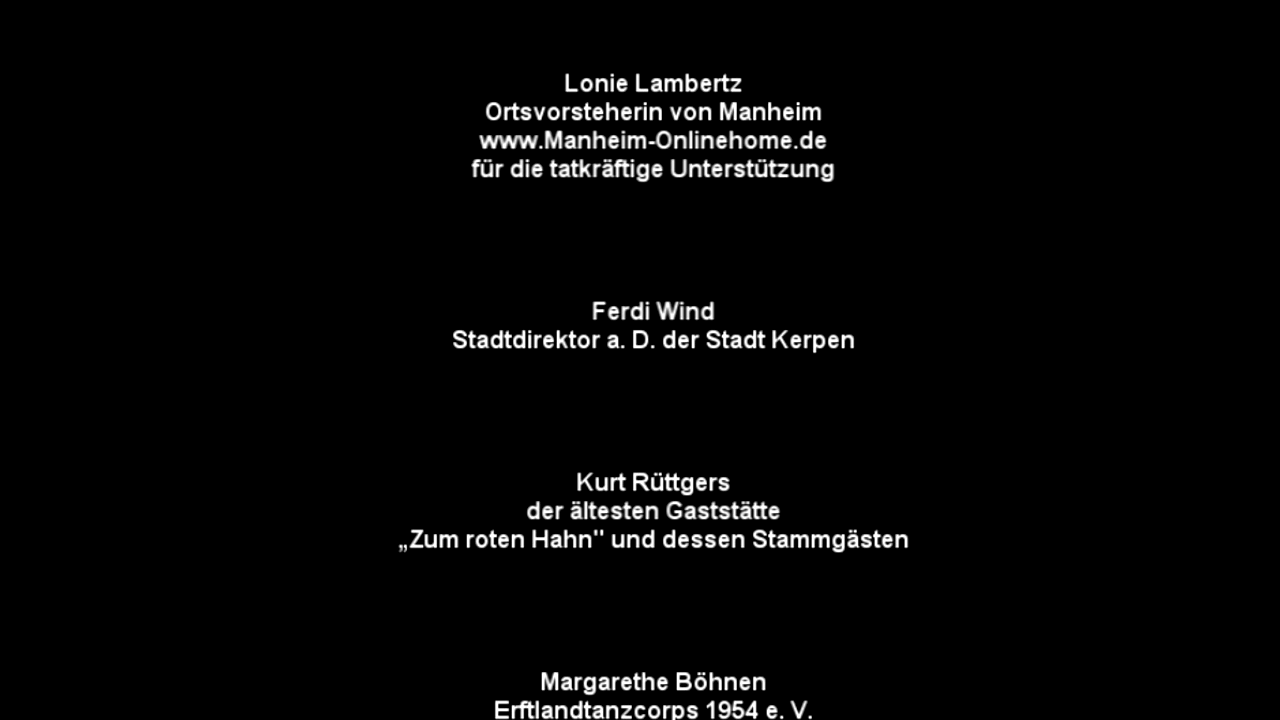 Lonie Lambertz
Ortsvorsteherin von Manheim
www.Manheim-Onlinehome.de
für die tatkräftige Unterstützung
Ferdi Wind
Stadtdirektor a. D. der Stadt Kerpen
Kurt Rüttgers
der ältesten Gaststätte
„Zum roten Hahn" und dessen Stammgästen
Margarethe Böhnen
Erftlandtanzcorps 1954 e. V.